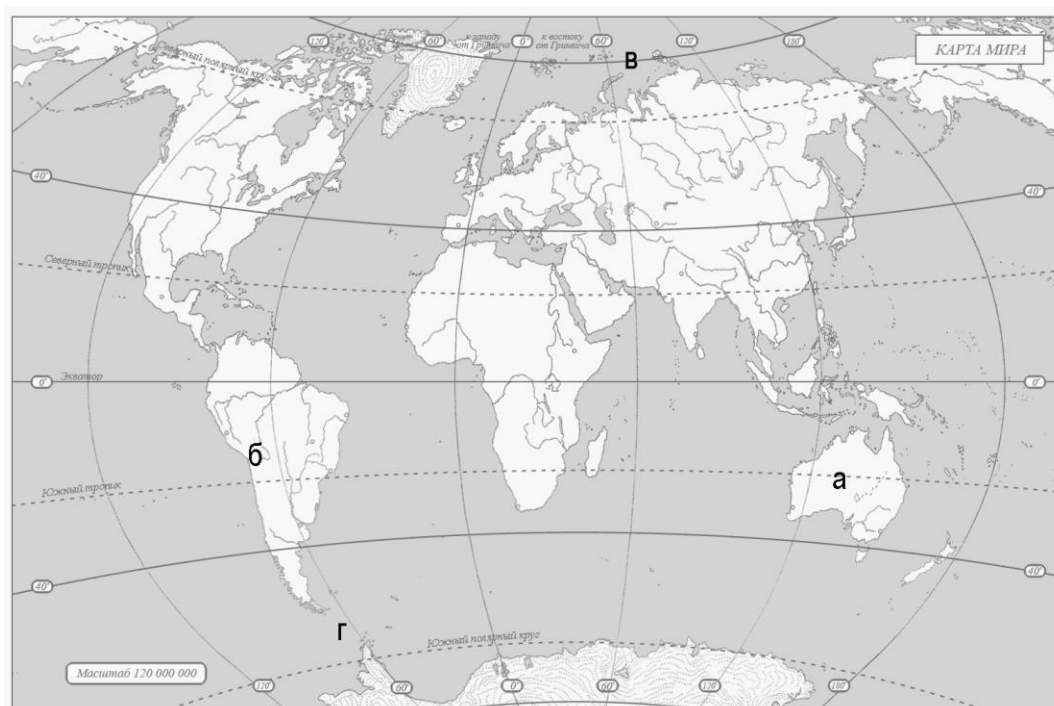 120° 60° к западу от Гринвича 0° к востоку от Гринвича 60° 120° 180°
в
КАРТА МИРА
Северный полярный круг
40° 40°
Северный тропик
0° Экватор 0°
б
а
Южный тропик
40° 40°
г
Южный полярный круг
Масштаб 120 000 000
120° 60° 0° 60° 120° 180°